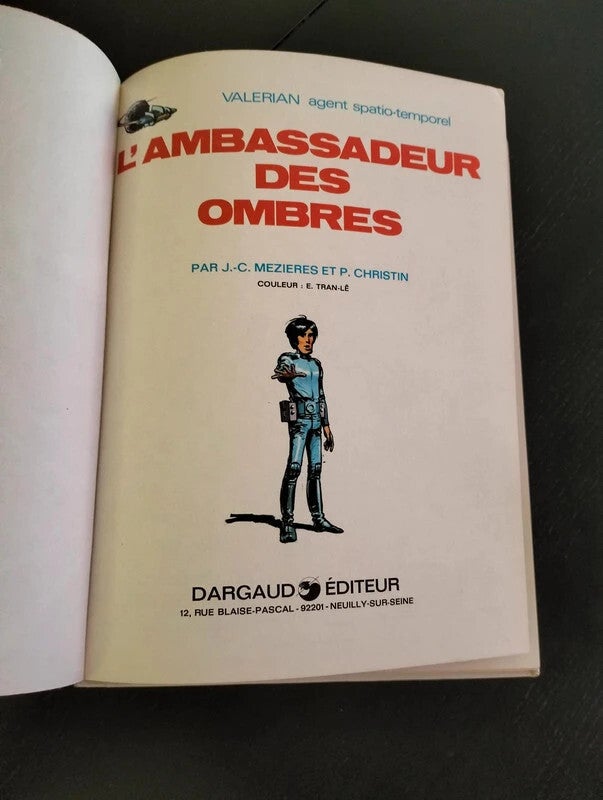 VALERIAN agent spatio-temporel
L'AMBASSADEUR
DES
OMBRES
PAR J.-C. MEZIERES ET P. CHRISTIN
COULEUR : E. TRAN-LÊ
DARGAUD ÉDITEUR
12, RUE BLAISE-PASCAL - 92201 - NEUILLY-SUR-SEINE